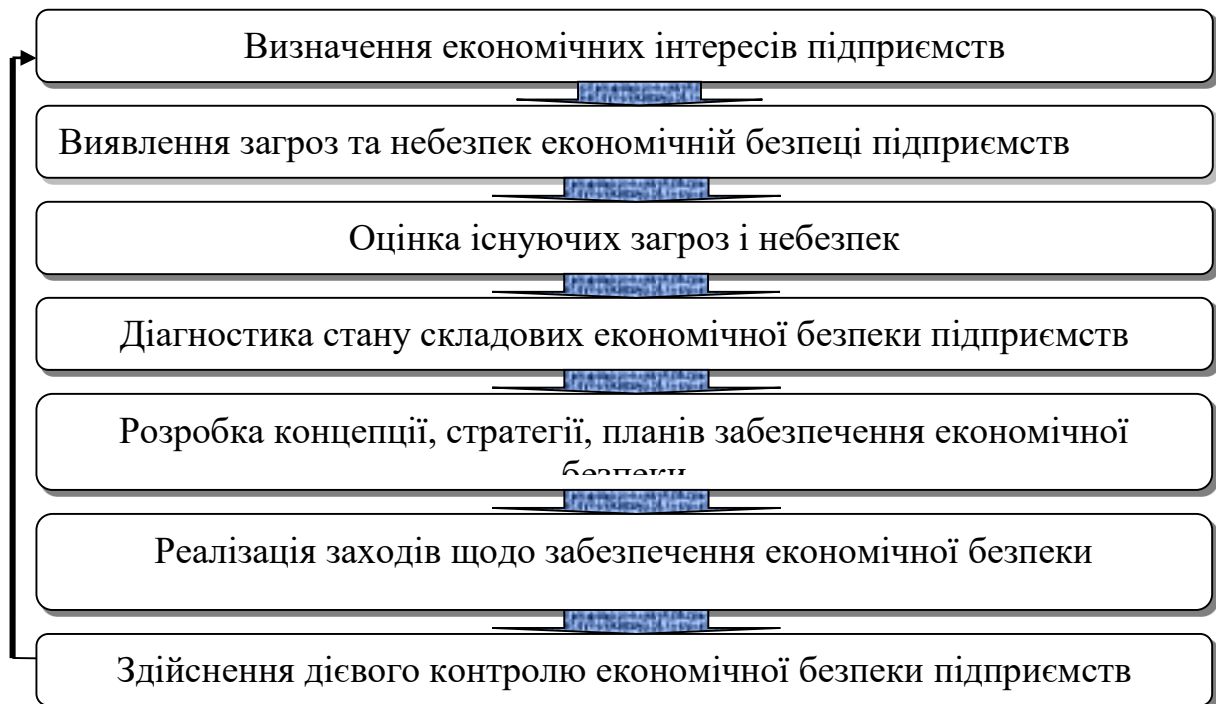 Визначення економічних інтересів підприємств
Виявлення загроз та небезпек економічній безпеці підприємств
Оцінка існуючих загроз і небезпек
Діагностика стану складових економічної безпеки підприємств
Розробка концепції, стратегії, планів забезпечення економічної
безпеки
Реалізація заходів щодо забезпечення економічної безпеки
Здійснення дієвого контролю економічної безпеки підприємств